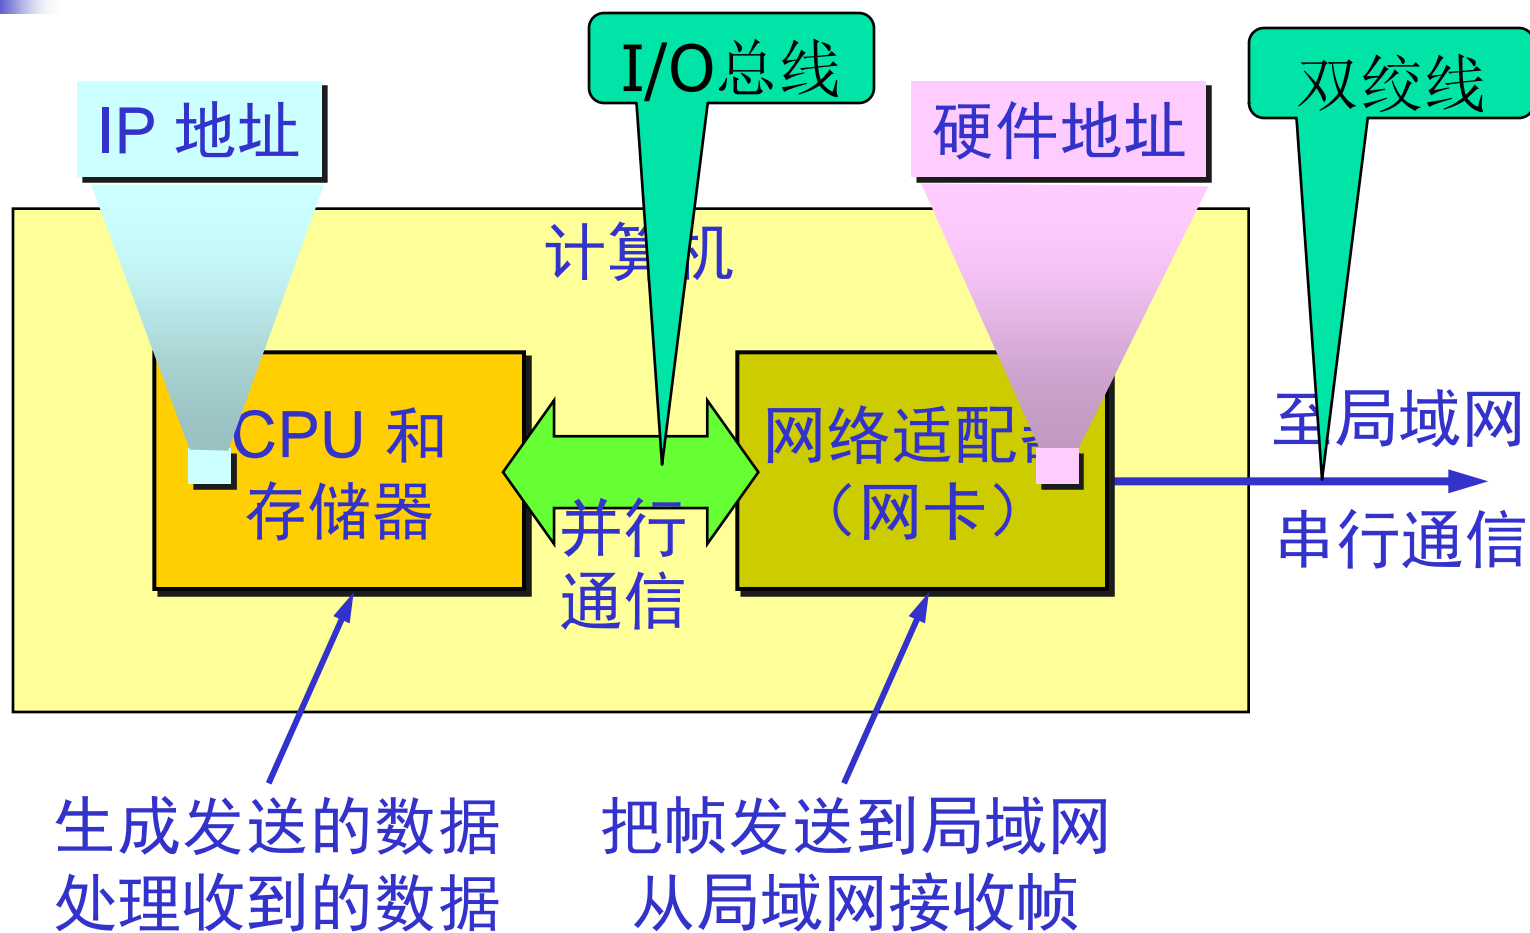 I/O总线
双绞线
IP 地址
硬件地址
计算机
CPU 和
存储器
网络适配器
（网卡）
并行
通信
至局域网
串行通信
生成发送的数据
处理收到的数据
把帧发送到局域网
从局域网接收帧